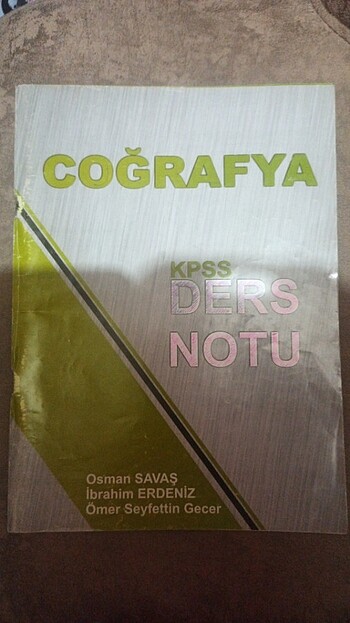 COĞRAFYA
KPSS
DERS
NOTU
Osman SAVAŞ
İbrahim ERDENİZ
Ömer Seyfettin Gecer